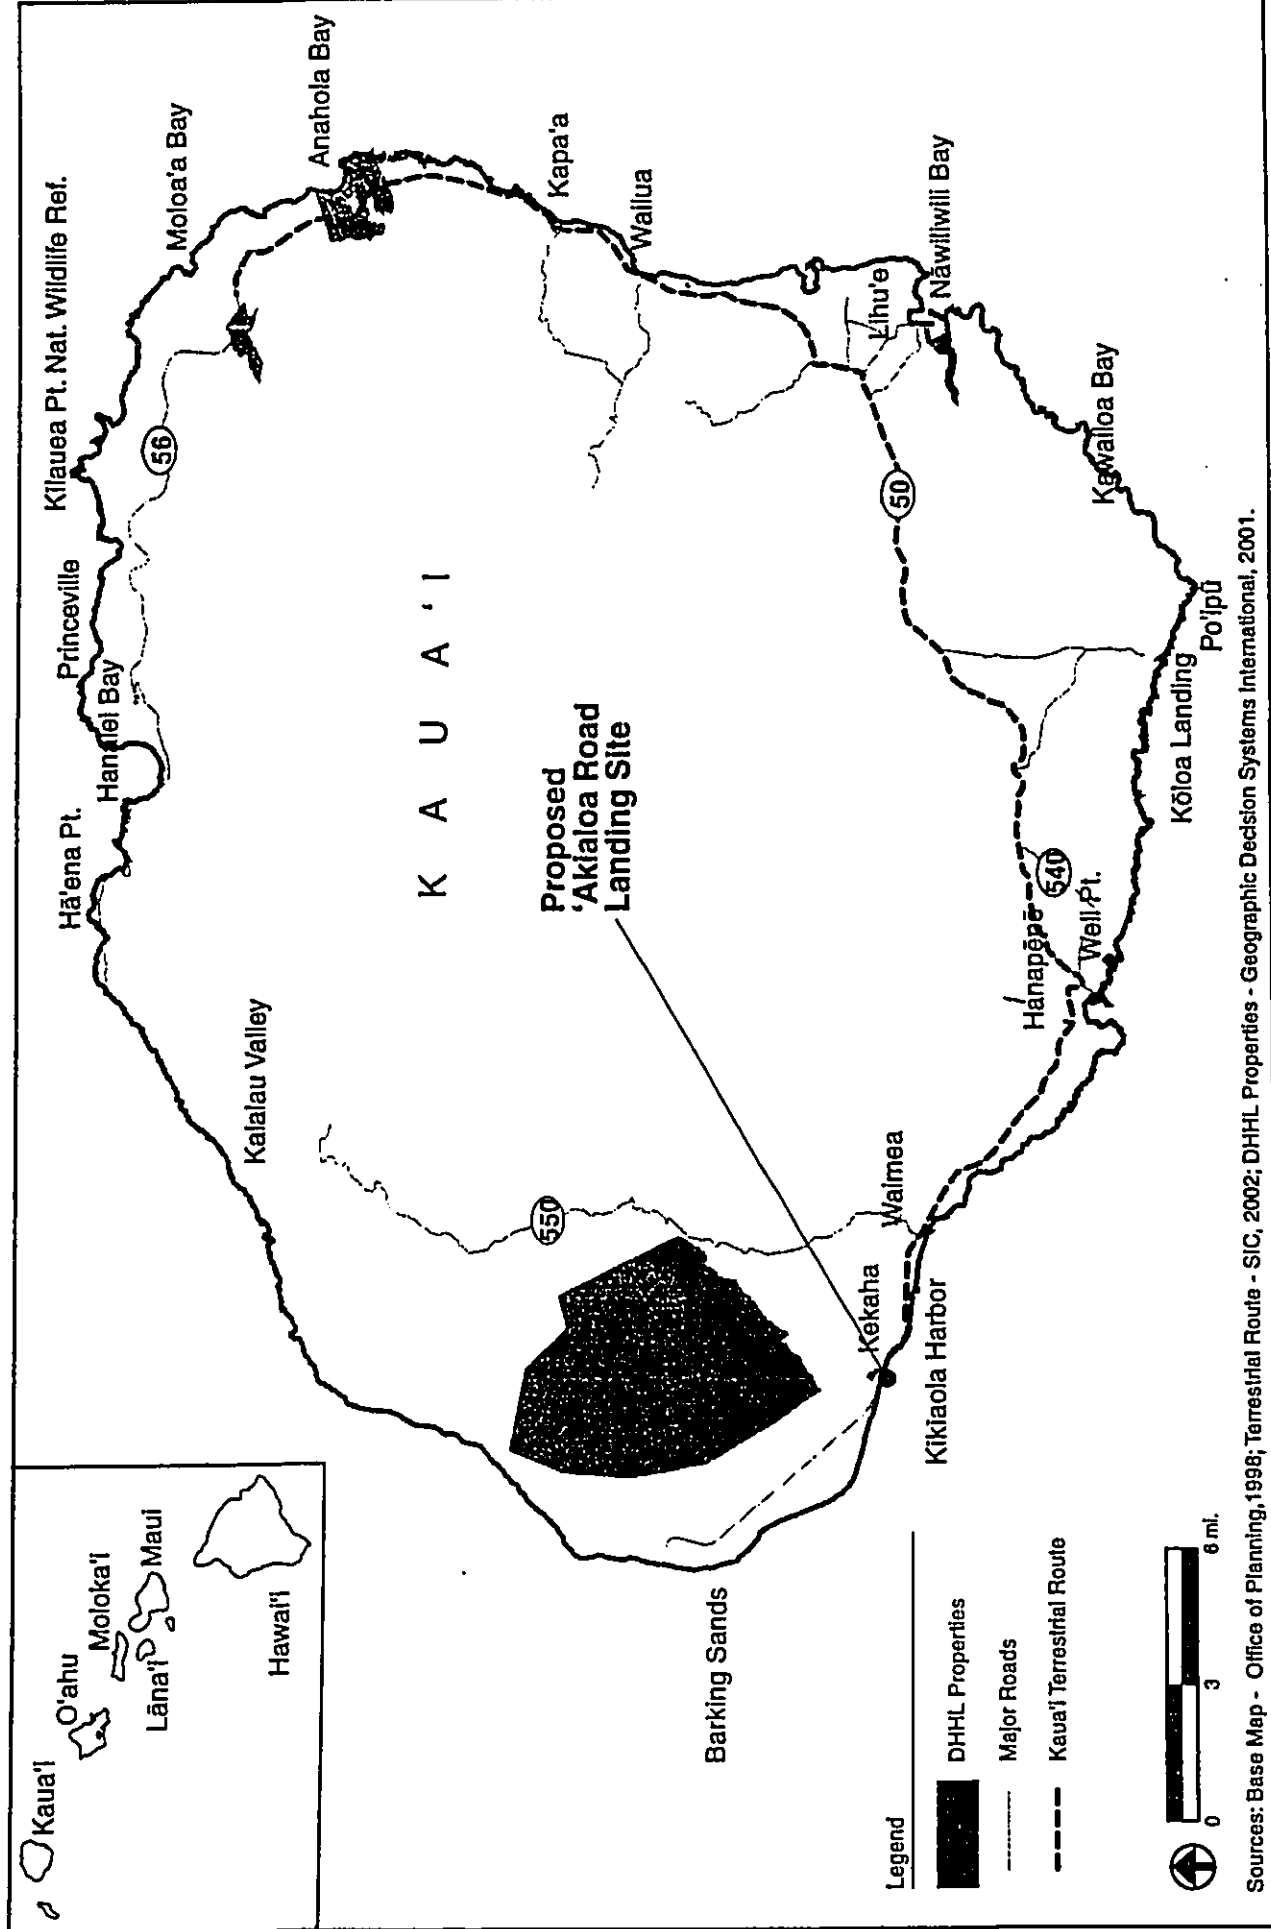 Kaua'i
O'ahu
Moloka'i
Lāna'i
Maui
Hawai'i
Hā'ena Pt.
Hanalei Bay
Princeville
Kīlauea Pt. Nat. Wildlife Ref.
Moloa'a Bay
Anahola Bay
56
Kalalau Valley
K A U A ' I
Proposed
'Akialoa Road
Landing Site
Kapa'a
Wailua
550
Barking Sands
Kekaha
Waimea
Kikiaola Harbor
Hanapēpē
540
Weli Pt.
50
Lihu'e
Nāwiliwili Bay
Kawailoa Bay
Kōloa Landing
Po'ipū
Legend
DHHL Properties
Major Roads
Kaua'i Terrestrial Route
0 3 6 mi.
Sources: Base Map - Office of Planning,1998; Terrestrial Route - SIC, 2002; DHHL Properties - Geographic Decision Systems International, 2001.